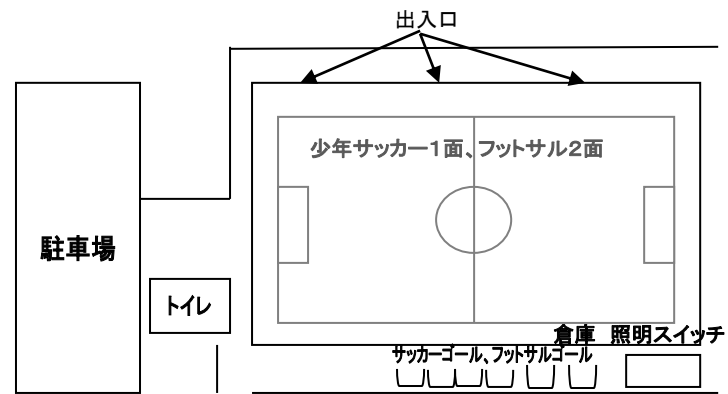 出入口
少年サッカー1面、フットサル2面
駐車場
トイレ
倉庫　照明スイッチ
サッカーゴール、フットサルゴール